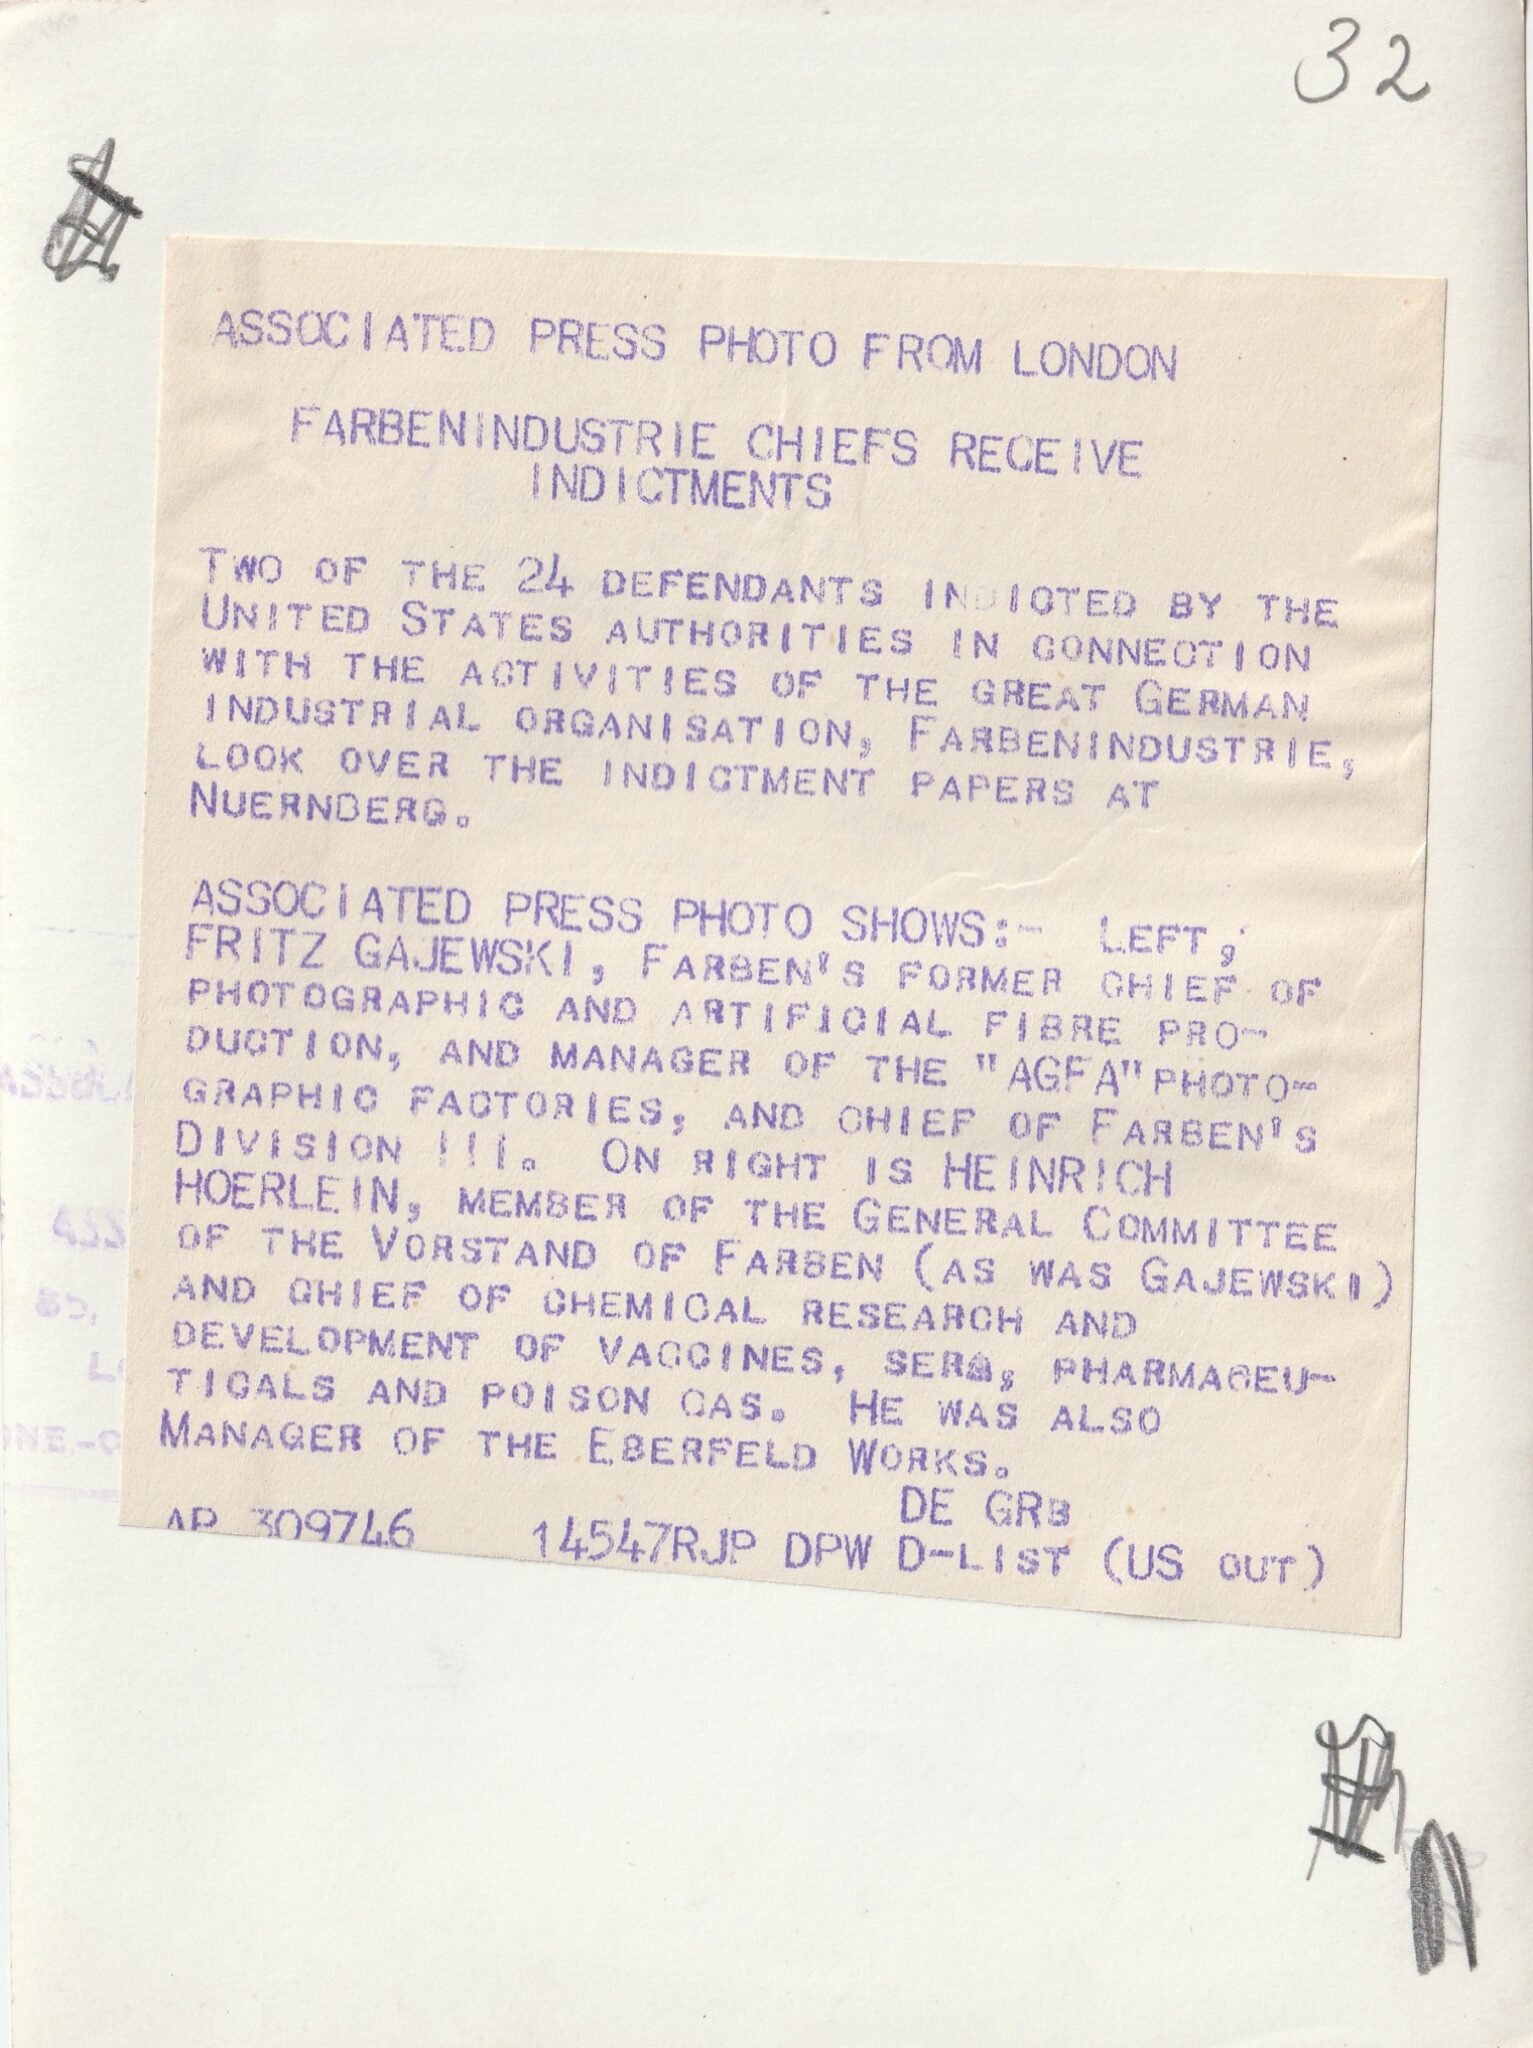 32
ASSOCIATED PRESS PHOTO FROM LONDON
FARBENINDUSTRIE CHIEFS RECEIVE
INDICTMENTS
TWO OF THE 24 DEFENDANTS INDICTED BY THE
UNITED STATES AUTHORITIES IN CONNECTION
WITH THE ACTIVITIES OF THE GREAT GERMAN
INDUSTRIAL ORGANISATION, FARBENINDUSTRIE,
LOOK OVER THE INDICTMENT PAPERS AT
NUERNBERG.
ASSOCIATED PRESS PHOTO SHOWS:- LEFT,
FRITZ GAJEWSKI, FARBEN'S FORMER CHIEF OF
PHOTOGRAPHIC AND ARTIFICIAL FIBRE PRO-
DUCTION, AND MANAGER OF THE "AGFA" PHOTO-
GRAPHIC FACTORIES, AND CHIEF OF FARBEN'S
DIVISION III. ON RIGHT IS HEINRICH
HOERLEIN, MEMBER OF THE GENERAL COMMITTEE
OF THE VORSTAND OF FARBEN (AS WAS GAJEWSKI)
AND CHIEF OF CHEMICAL RESEARCH AND
DEVELOPMENT OF VACCINES, SERA, PHARMACEU-
TICALS AND POISON GAS. HE WAS ALSO
MANAGER OF THE EBERFELD WORKS.
DE GRB
AP 309746 14547RJP DPW D-LIST (US OUT)